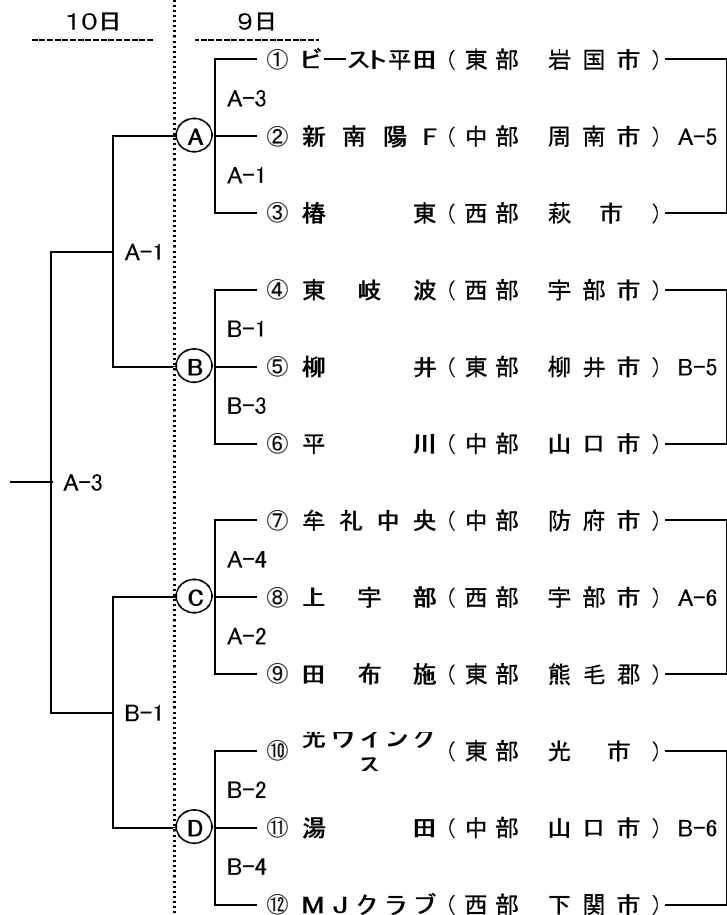 10日 9日
① ビースト平田 ( 東部 岩国市 )
A-3
Ⓐ ② 新南陽F ( 中部 周南市 ) A-5
A-1
③ 椿東 ( 西部 萩市 )
A-1
④ 東岐波 ( 西部 宇部市 )
B-1
Ⓑ ⑤ 柳井 ( 東部 柳井市 ) B-5
B-3
⑥ 平川 ( 中部 山口市 )
A-3
⑦ 牟礼中央 ( 中部 防府市 )
A-4
Ⓒ ⑧ 上宇部 ( 西部 宇部市 ) A-6
A-2
⑨ 田布施 ( 東部 熊毛郡 )
B-1
⑩ 光ウイングス ( 東部 光市 )
B-2
Ⓓ ⑪ 湯田 ( 中部 山口市 ) B-6
B-4
⑫ MJクラブ ( 西部 下関市 )